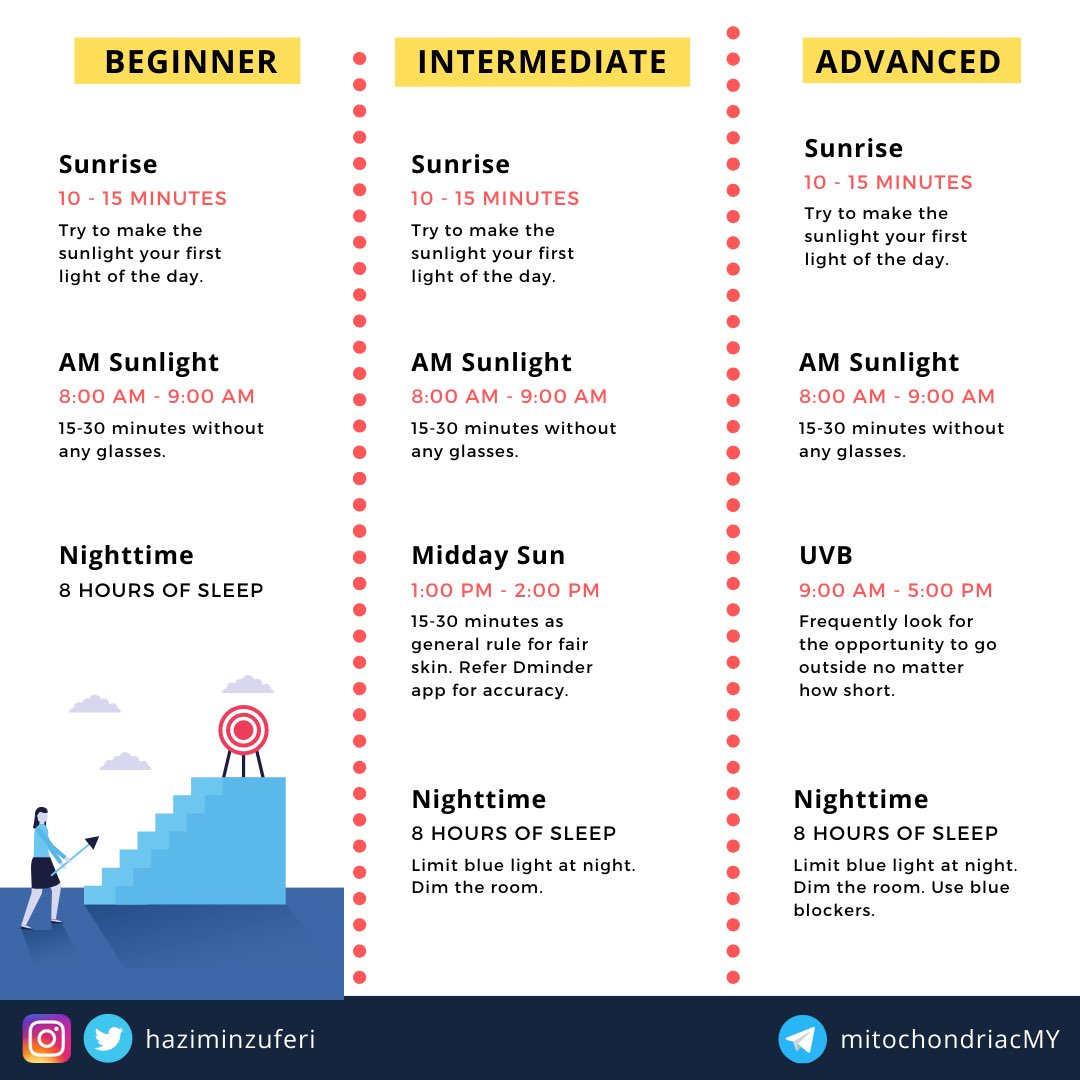 BEGINNER
Sunrise
10 - 15 MINUTES
Try to make the
sunlight your first
light of the day.
AM Sunlight
8:00 AM - 9:00 AM
15-30 minutes without
any glasses.
Nighttime
8 HOURS OF SLEEP
INTERMEDIATE
Sunrise
10 - 15 MINUTES
Try to make the
sunlight your first
light of the day.
AM Sunlight
8:00 AM - 9:00 AM
15-30 minutes without
any glasses.
Midday Sun
1:00 PM - 2:00 PM
15-30 minutes as
general rule for fair
skin. Refer Dminder
app for accuracy.
Nighttime
8 HOURS OF SLEEP
Limit blue light at night.
Dim the room.
ADVANCED
Sunrise
10 - 15 MINUTES
Try to make the
sunlight your first
light of the day.
AM Sunlight
8:00 AM - 9:00 AM
15-30 minutes without
any glasses.
UVB
9:00 AM - 5:00 PM
Frequently look for
the opportunity to go
outside no matter
how short.
Nighttime
8 HOURS OF SLEEP
Limit blue light at night.
Dim the room. Use blue
blockers.
haziminzuferi
mitochondriacMY